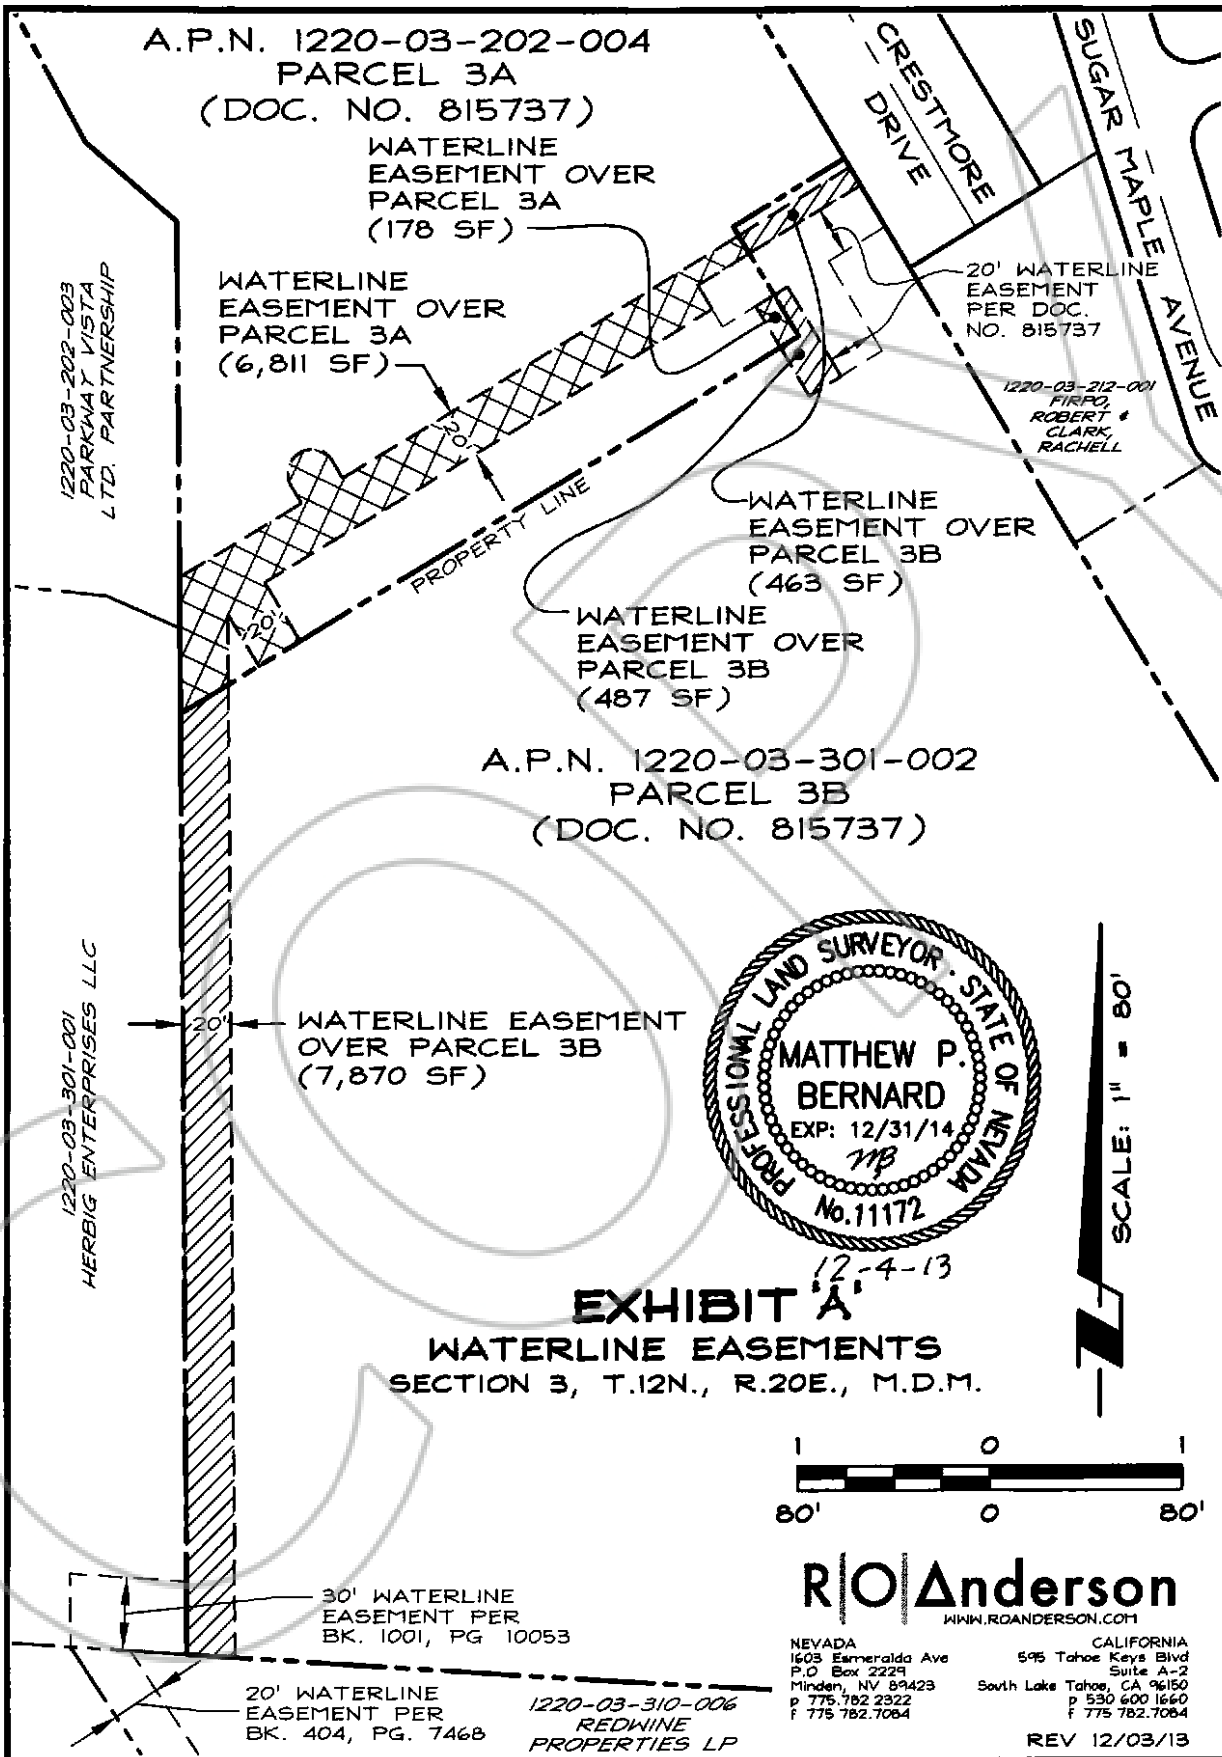 A.P.N. 1220-03-202-004
PARCEL 3A
(DOC. NO. 815737)
CRESTMORE
DRIVE
SUGAR MAPLE AVENUE
WATERLINE
EASEMENT OVER
PARCEL 3A
(178 SF)
WATERLINE
EASEMENT OVER
PARCEL 3A
(6,811 SF)
1220-03-202-003
PARKWAY VISTA
LTD. PARTNERSHIP
20' WATERLINE
EASEMENT
PER DOC.
NO. 815737
1220-03-212-001
FIRPO,
ROBERT &
CLARK,
RACHELL
20'
PROPERTY LINE
WATERLINE
EASEMENT OVER
PARCEL 3B
(463 SF)
20'
WATERLINE
EASEMENT OVER
PARCEL 3B
(487 SF)
A.P.N. 1220-03-301-002
PARCEL 3B
(DOC. NO. 815737)
1220-03-301-001
HERBIG ENTERPRISES LLC
20'
WATERLINE EASEMENT
OVER PARCEL 3B
(7,870 SF)
PROFESSIONAL LAND SURVEYOR · STATE OF NEVADA
MATTHEW P.
BERNARD
EXP: 12/31/14
MB
No.11172
12-4-13
SCALE: 1" = 80'
EXHIBIT 'A'
WATERLINE EASEMENTS
SECTION 3, T.12N., R.20E., M.D.M.
1 0 1
80' 0 80'
30' WATERLINE
EASEMENT PER
BK. 1001, PG 10053
20' WATERLINE
EASEMENT PER
BK. 404, PG. 7468
1220-03-310-006
REDWINE
PROPERTIES LP
R|O|Anderson
WWW.ROANDERSON.COM
NEVADA
1603 Esmeralda Ave
P.O Box 2229
Minden, NV 89423
p 775.782 2322
f 775 782.7084
CALIFORNIA
595 Tahoe Keys Blvd
Suite A-2
South Lake Tahoe, CA 96150
p 530 600 1660
f 775 782.7084
REV 12/03/13
COPY